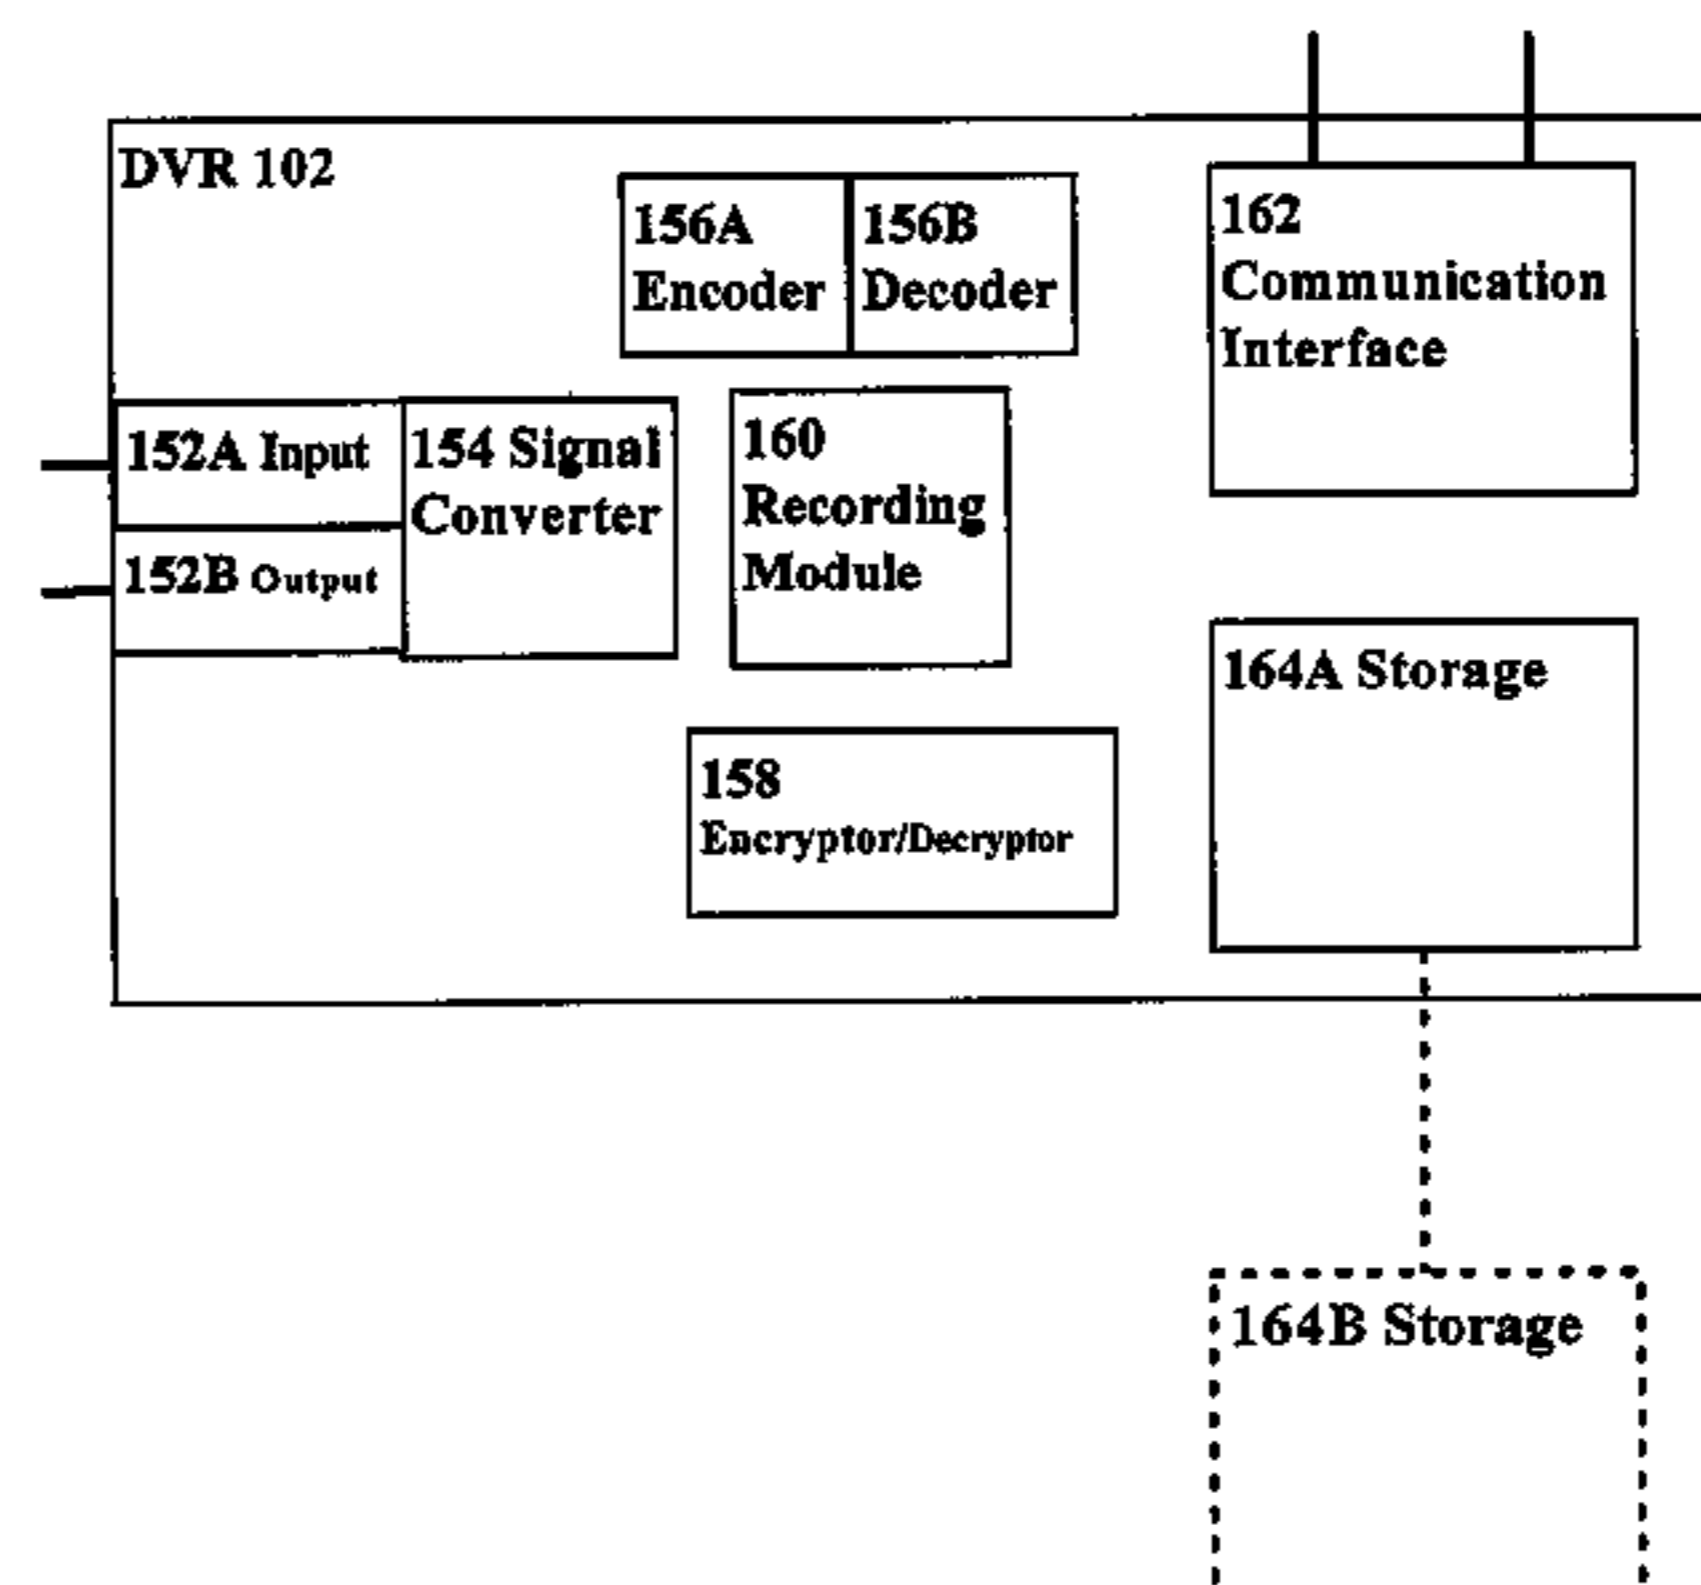 DVR 102
156A
Encoder
156B
Decoder
162
Communication
Interface
152A Input
152B Output
154 Signal
Converter
160
Recording
Module
158
Encryptor/Decryptor
164A Storage
164B Storage